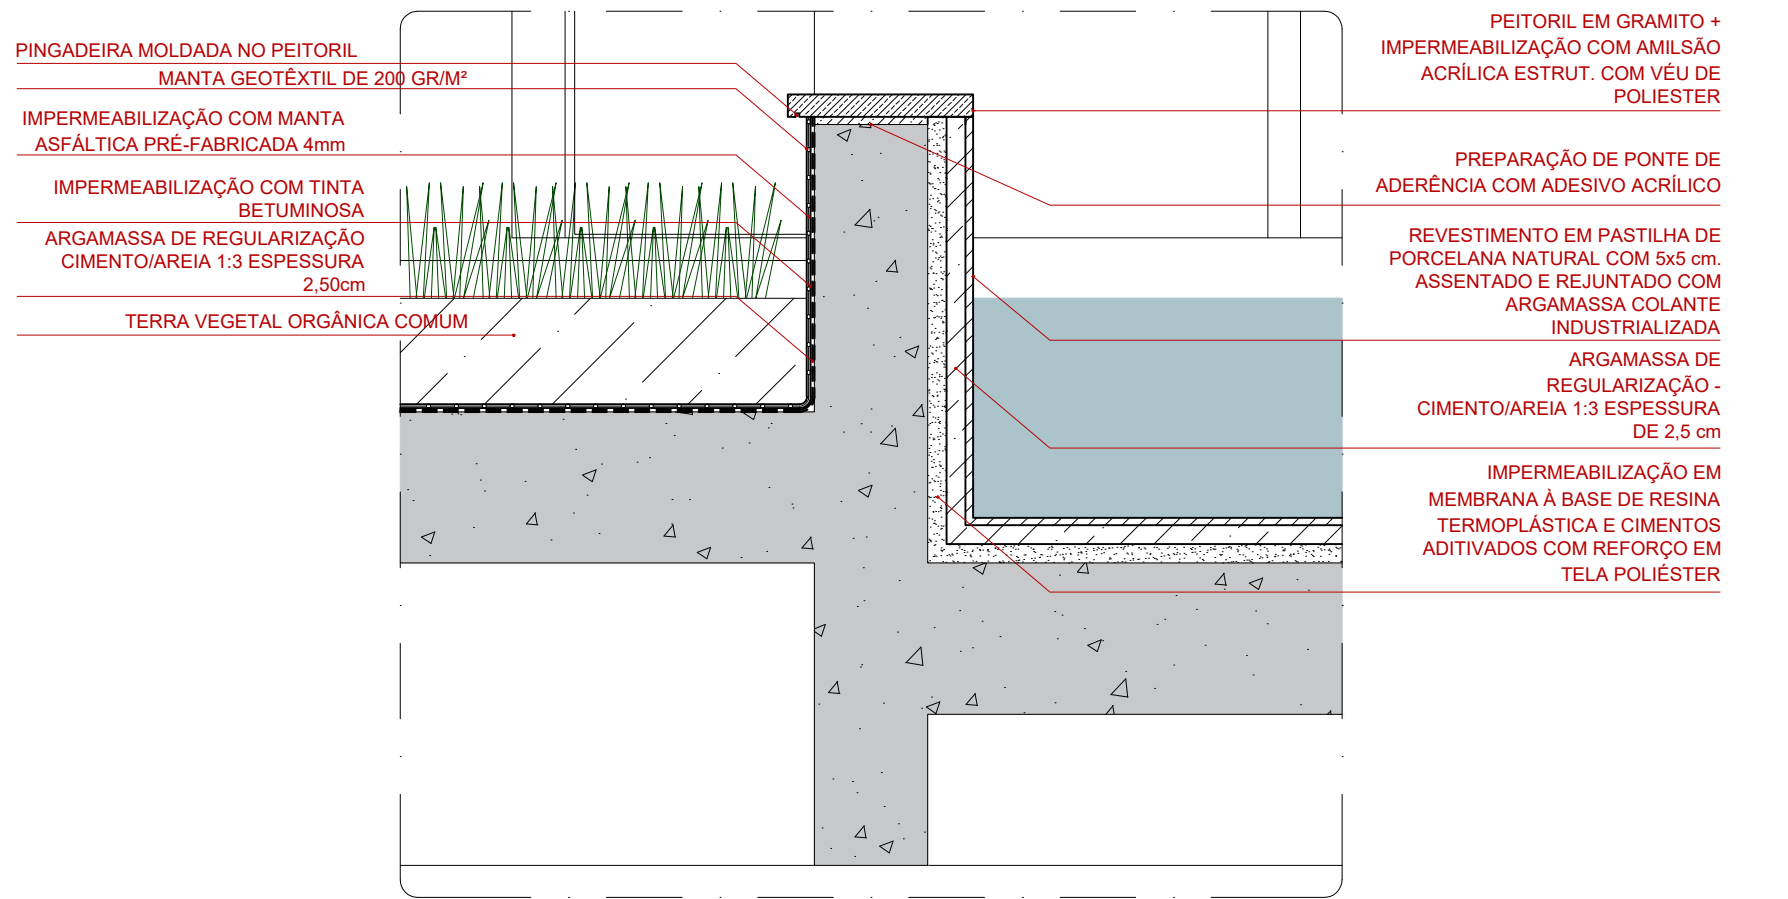 PINGADEIRA MOLDADA NO PEITORIL
MANTA GEOTÊXTIL DE 200 GR/M²
IMPERMEABILIZAÇÃO COM MANTA
ASFÁLTICA PRÉ-FABRICADA 4mm
IMPERMEABILIZAÇÃO COM TINTA
BETUMINOSA
ARGAMASSA DE REGULARIZAÇÃO
CIMENTO/AREIA 1:3 ESPESSURA
2,50cm
TERRA VEGETAL ORGÂNICA COMUM
PEITORIL EM GRAMITO +
IMPERMEABILIZAÇÃO COM AMILSÃO
ACRÍLICA ESTRUT. COM VÉU DE
POLIESTER
PREPARAÇÃO DE PONTE DE
ADERÊNCIA COM ADESIVO ACRÍLICO
REVESTIMENTO EM PASTILHA DE
PORCELANA NATURAL COM 5x5 cm.
ASSENTADO E REJUNTADO COM
ARGAMASSA COLANTE
INDUSTRIALIZADA
ARGAMASSA DE
REGULARIZAÇÃO -
CIMENTO/AREIA 1:3 ESPESSURA
DE 2,5 cm
IMPERMEABILIZAÇÃO EM
MEMBRANA À BASE DE RESINA
TERMOPLÁSTICA E CIMENTOS
ADITIVADOS COM REFORÇO EM
TELA POLIÉSTER